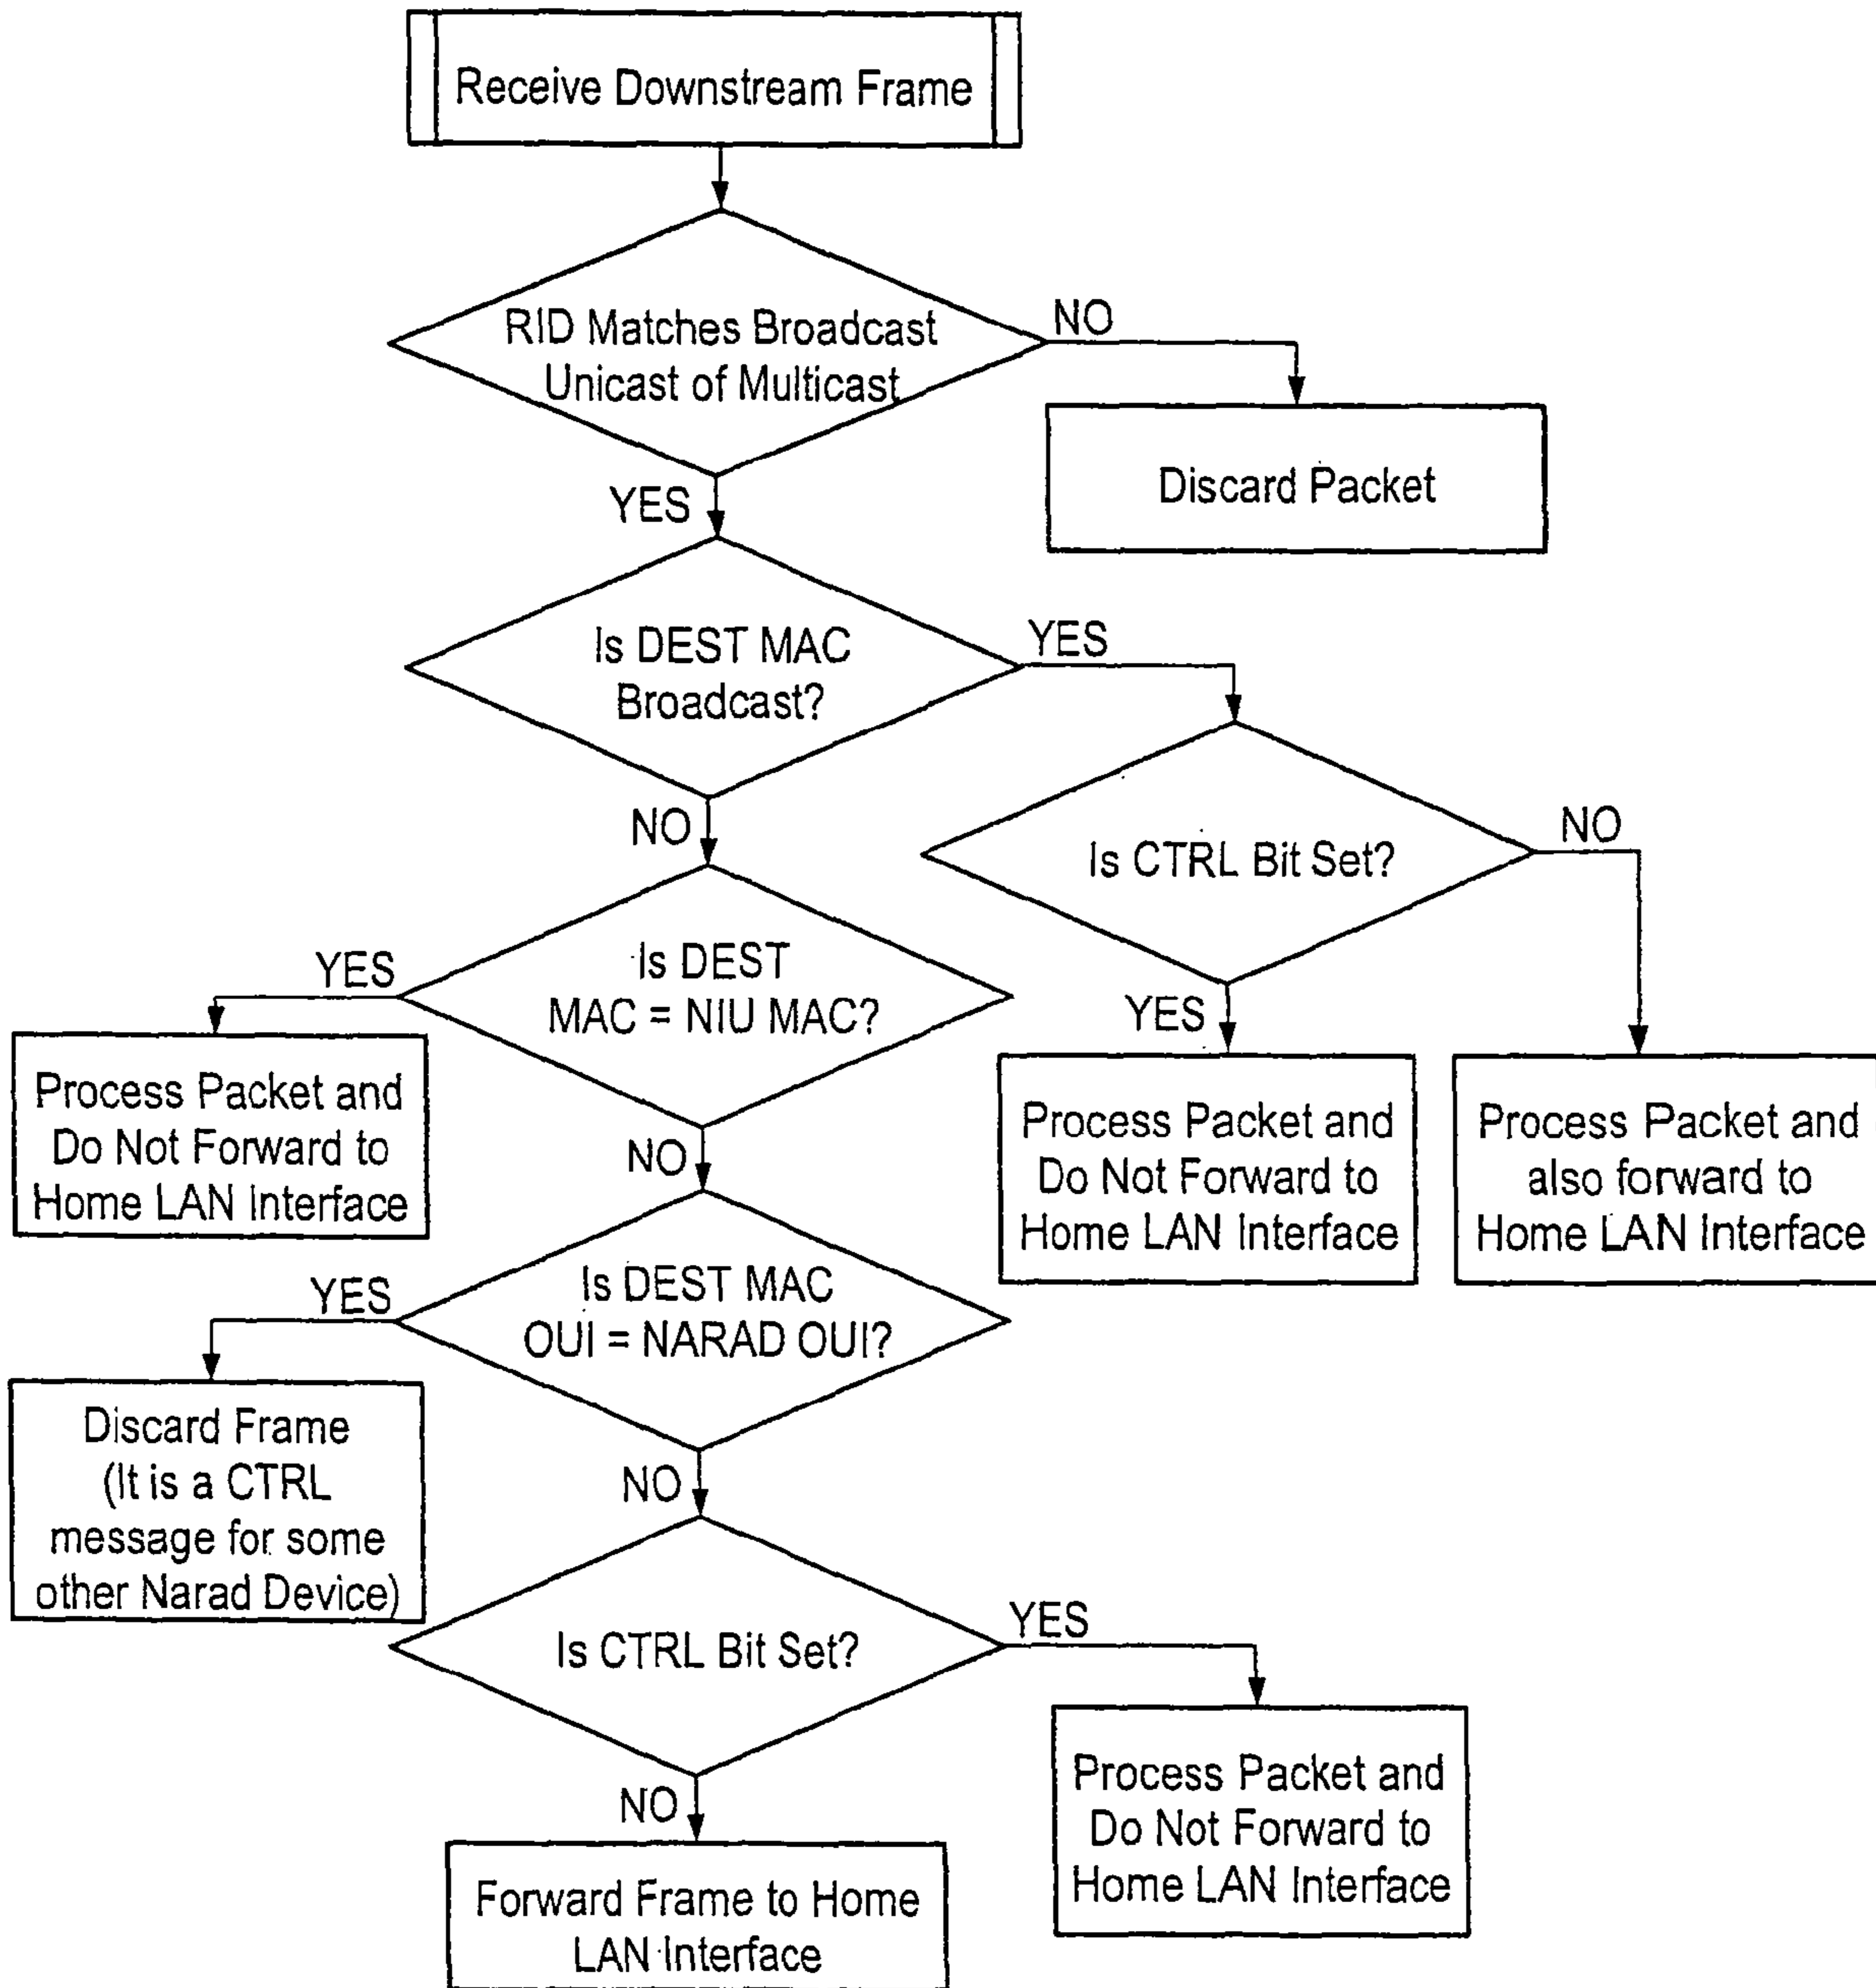 Receive Downstream Frame
RID Matches Broadcast
Unicast of Multicast
NO
Discard Packet
YES
Is DEST MAC
Broadcast?
YES
NO
Is CTRL Bit Set?
NO
YES
Process Packet and
Do Not Forward to
Home LAN Interface
Process Packet and
also forward to
Home LAN Interface
Is DEST
MAC = NIU MAC?
YES
Process Packet and
Do Not Forward to
Home LAN Interface
NO
Is DEST MAC
OUI = NARAD OUI?
YES
Discard Frame
(It is a CTRL
message for some
other Narad Device)
NO
Is CTRL Bit Set?
YES
Process Packet and
Do Not Forward to
Home LAN Interface
NO
Forward Frame to Home
LAN Interface